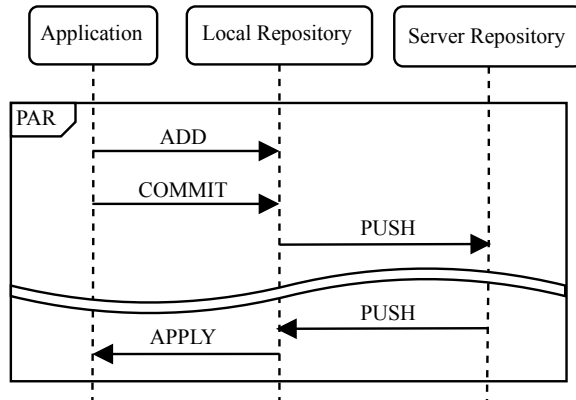 Application
Local Repository
Server Repository
PAR
ADD
COMMIT
PUSH
PUSH
APPLY